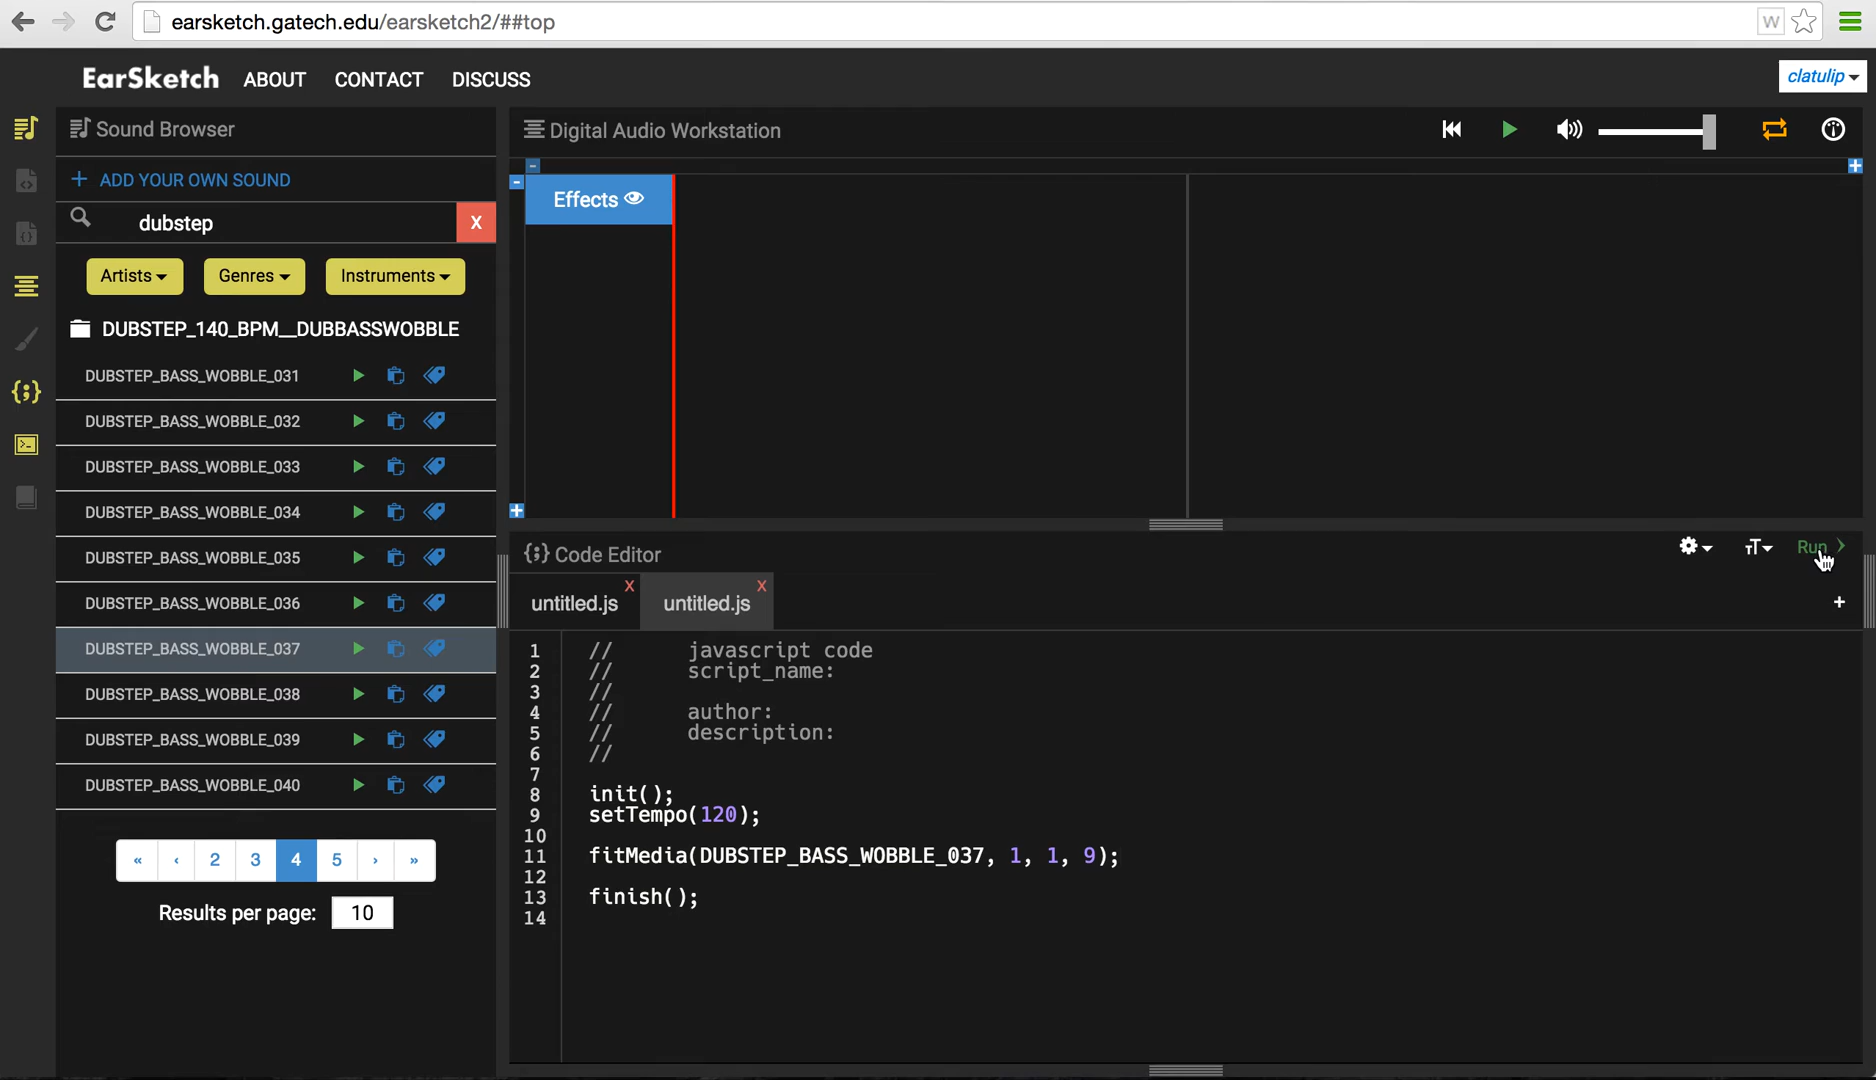 earsketch.gatech.edu/earsketch2/##top
W
EarSketch ABOUT CONTACT DISCUSS
clatulip
Sound Browser
+ ADD YOUR OWN SOUND
dubstep X
Artists Genres Instruments
DUBSTEP_140_BPM__DUBBASSWOBBLE
DUBSTEP_BASS_WOBBLE_031
DUBSTEP_BASS_WOBBLE_032
DUBSTEP_BASS_WOBBLE_033
DUBSTEP_BASS_WOBBLE_034
DUBSTEP_BASS_WOBBLE_035
DUBSTEP_BASS_WOBBLE_036
DUBSTEP_BASS_WOBBLE_037
DUBSTEP_BASS_WOBBLE_038
DUBSTEP_BASS_WOBBLE_039
DUBSTEP_BASS_WOBBLE_040
« ‹ 2 3 4 5 › »
Results per page: 10
Digital Audio Workstation
Effects
{;} Code Editor
TT Run
untitled.js X untitled.js X +
1 // javascript code
2 // script_name:
3 //
4 // author:
5 // description:
6 //
7
8 init();
9 setTempo(120);
10
11 fitMedia(DUBSTEP_BASS_WOBBLE_037, 1, 1, 9);
12
13 finish();
14